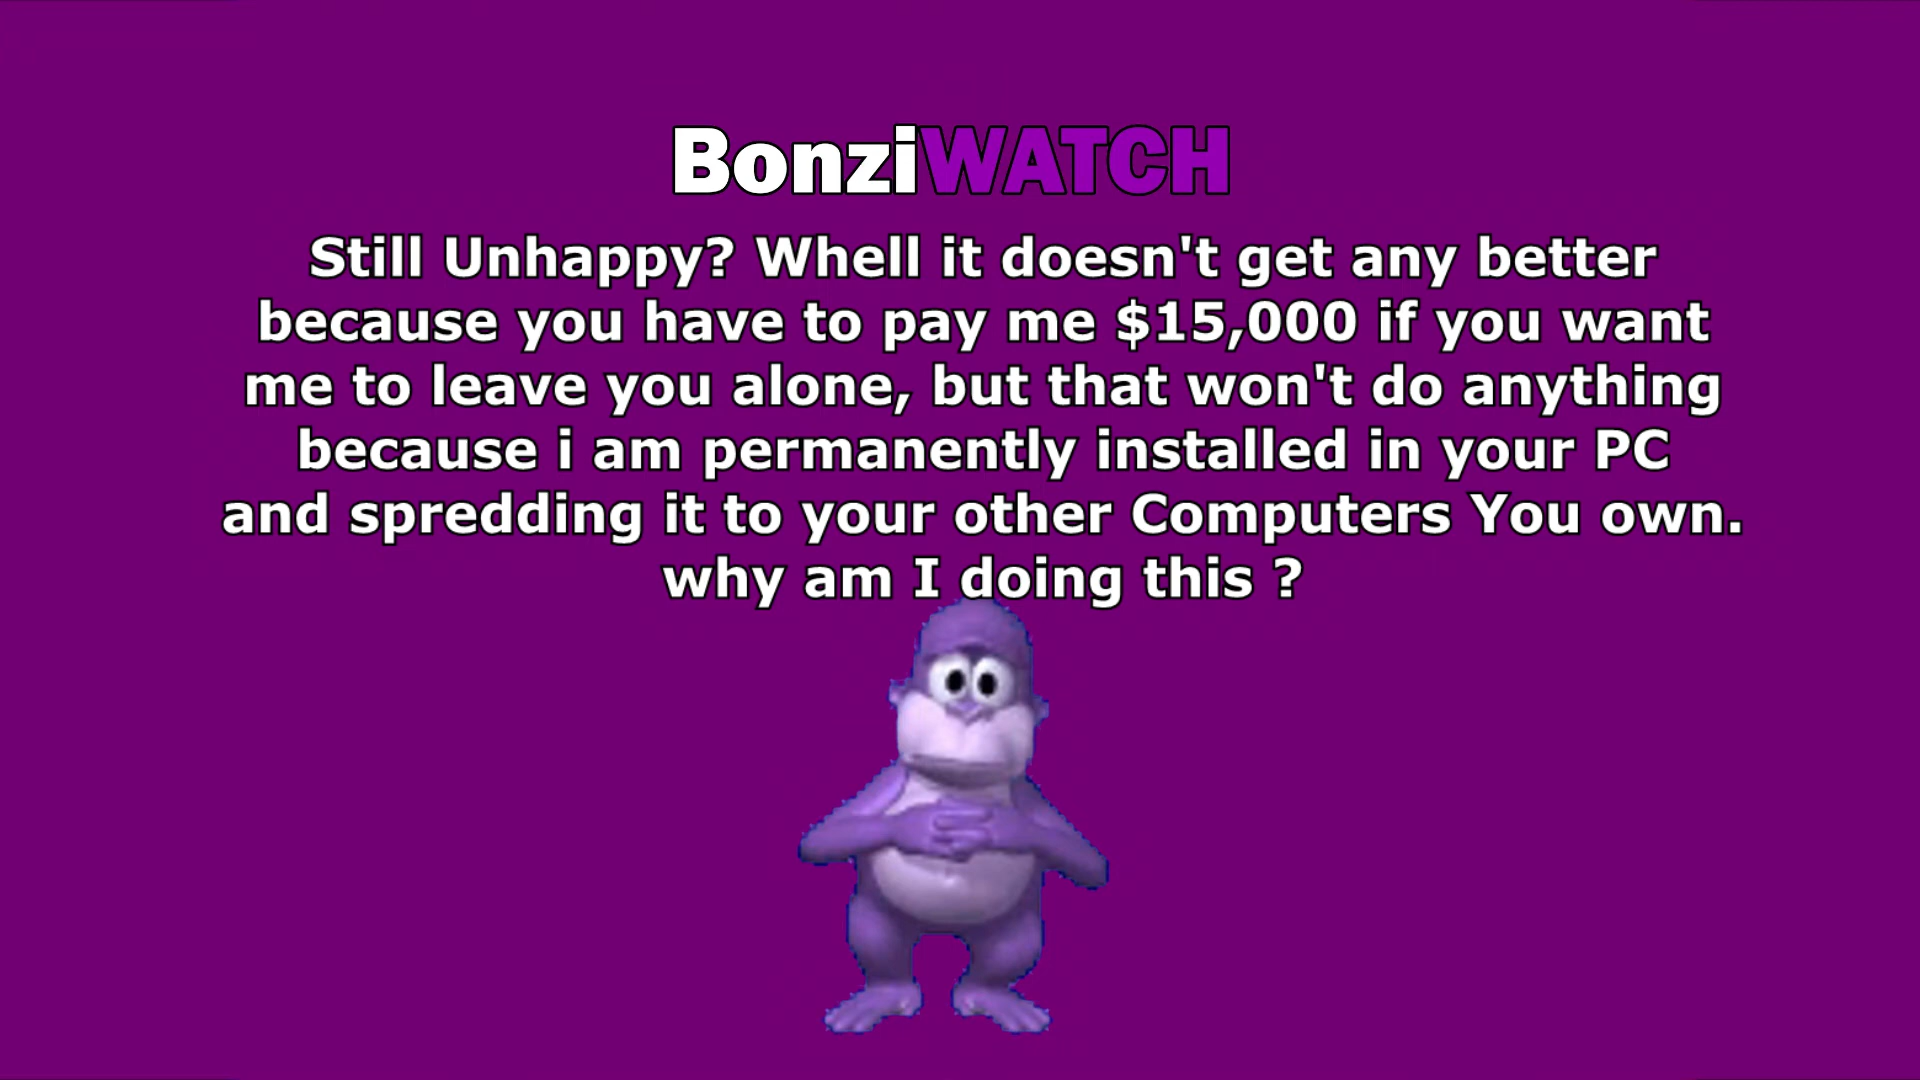 BonziWATCH
Still Unhappy? Whell it doesn't get any better
because you have to pay me $15,000 if you want
me to leave you alone, but that won't do anything
because i am permanently installed in your PC
and spredding it to your other Computers You own.
why am I doing this ?